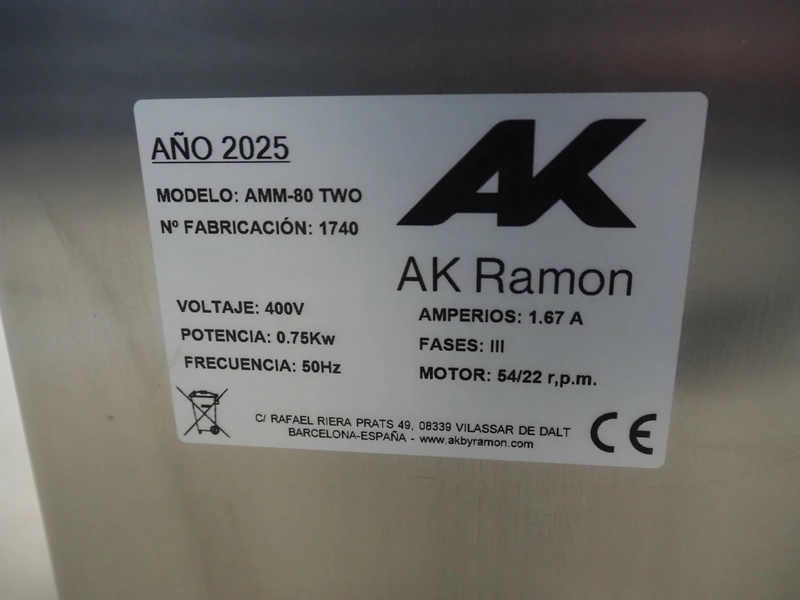 AÑO 2025
MODELO: AMM-80 TWO
Nº FABRICACIÓN: 1740
AK
AK Ramon
VOLTAJE: 400V
POTENCIA: 0.75Kw
FRECUENCIA: 50Hz
AMPERIOS: 1.67 A
FASES: III
MOTOR: 54/22 r,p.m.
C/ RAFAEL RIERA PRATS 49, 08339 VILASSAR DE DALT
BARCELONA-ESPAÑA - www.akbyramon.com
CE